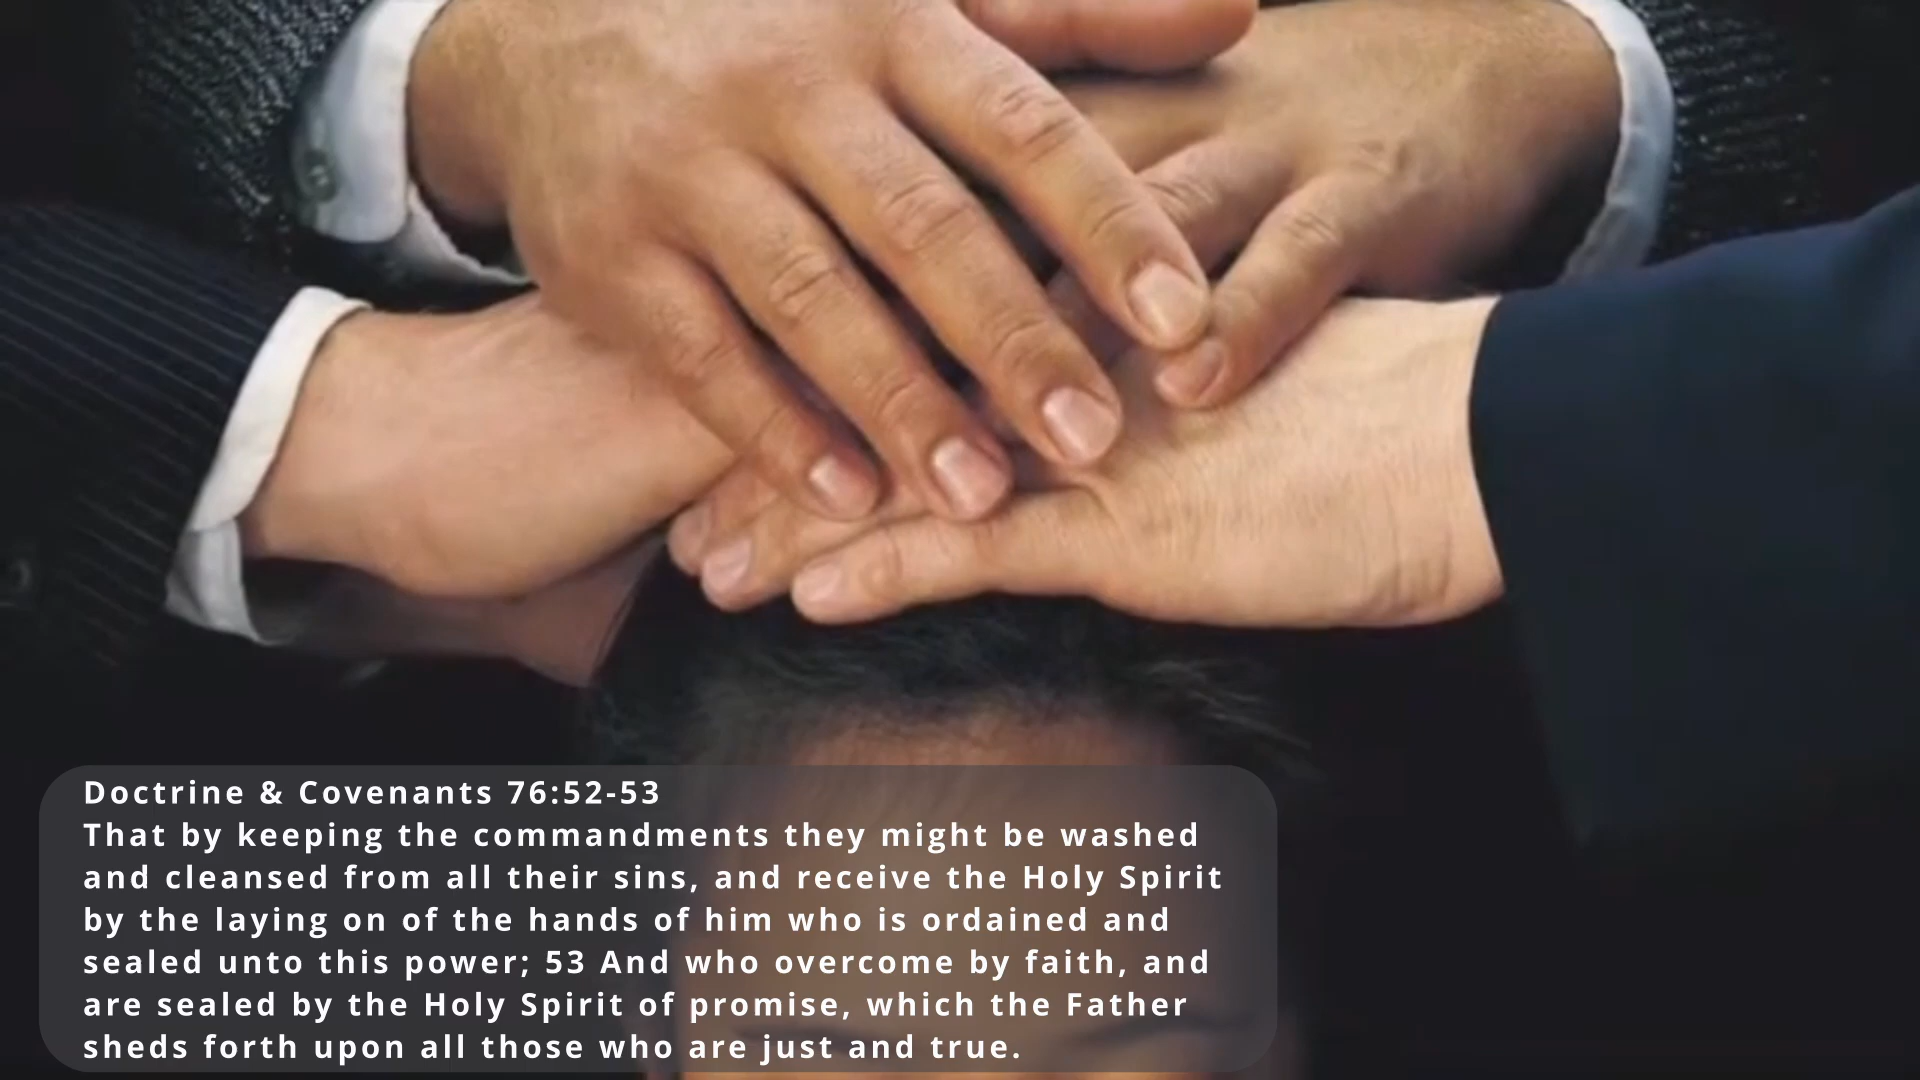 Doctrine & Covenants 76:52-53
That by keeping the commandments they might be washed
and cleansed from all their sins, and receive the Holy Spirit
by the laying on of the hands of him who is ordained and
sealed unto this power; 53 And who overcome by faith, and
are sealed by the Holy Spirit of promise, which the Father
sheds forth upon all those who are just and true.